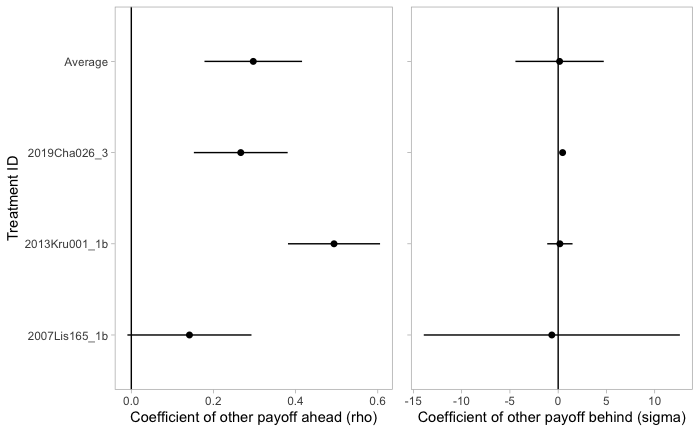 Treatment ID
Average
2019Cha026_3
2013Kru001_1b
2007Lis165_1b
0.0 0.2 0.4 0.6
Coefficient of other payoff ahead (rho)
-15 -10 -5 0 5 10
Coefficient of other payoff behind (sigma)